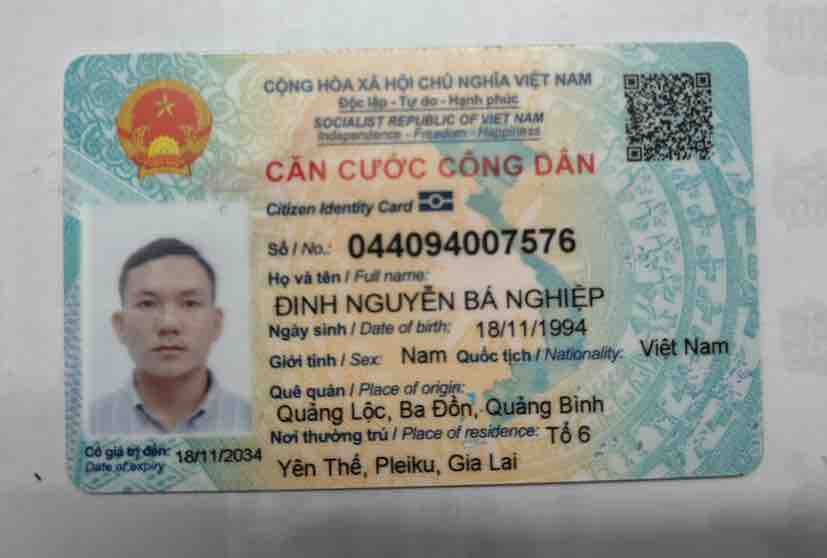 CỘNG HÒA XÃ HỘI CHỦ NGHĨA VIỆT NAM
Độc lập - Tự do - Hạnh phúc
SOCIALIST REPUBLIC OF VIET NAM
Independence - Freedom - Happiness
CĂN CƯỚC CÔNG DÂN
Citizen Identity Card
Số / No.: 044094007576
Họ và tên / Full name:
ĐINH NGUYỄN BÁ NGHIỆP
Ngày sinh / Date of birth: 18/11/1994
Giới tính / Sex: Nam Quốc tịch / Nationality: Việt Nam
Quê quán / Place of origin:
Quảng Lộc, Ba Đồn, Quảng Bình
Nơi thường trú / Place of residence: Tổ 6
Yên Thế, Pleiku, Gia Lai
Có giá trị đến: 18/11/2034
Date of expiry